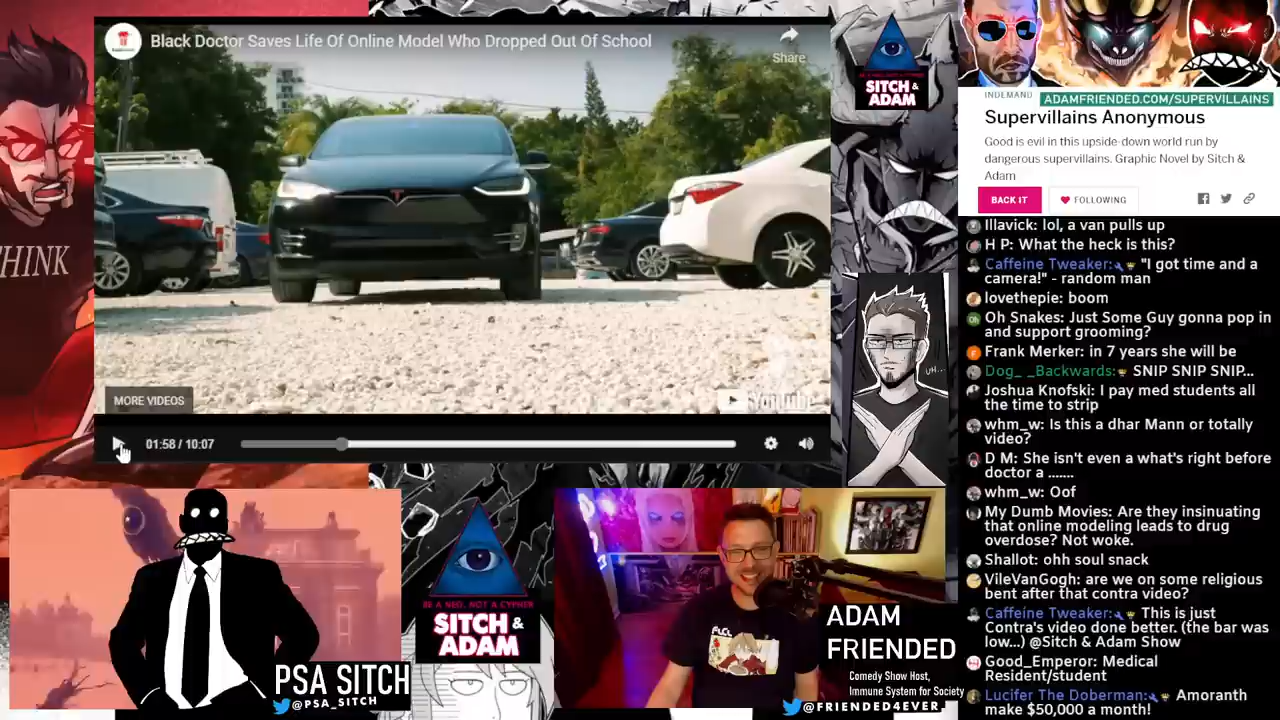 Black Doctor Saves Life Of Online Model Who Dropped Out Of School
Share
SITCH &
ADAM
THINK
MORE VIDEOS
YouTube
01:58 / 10:07
UH...
BE A NEO, NOT A CYPHER
SITCH &
ADAM
PSA SITCH
@PSA_SITCH
FLCL
ADAM
FRIENDED
Comedy Show Host,
Immune System for Society
@FRIENDED4EVER
INDEMAND
ADAMFRIENDED.COM/SUPERVILLAINS
Supervillains Anonymous
Good is evil in this upside-down world run by
dangerous supervillains. Graphic Novel by Sitch &
Adam
BACK IT
FOLLOWING
Illavick: lol, a van pulls up
H P: What the heck is this?
Caffeine Tweaker: "I got time and a
camera!" - random man
lovethepie: boom
Oh Snakes: Just Some Guy gonna pop in
and support grooming?
Frank Merker: in 7 years she will be
Dog_ _Backwards: SNIP SNIP SNIP...
Joshua Knofski: I pay med students all
the time to strip
whm_w: Is this a dhar Mann or totally
video?
D M: She isn't even a what's right before
doctor a .......
whm_w: Oof
My Dumb Movies: Are they insinuating
that online modeling leads to drug
overdose? Not woke.
Shallot: ohh soul snack
VileVanGogh: are we on some religious
bent after that contra video?
Caffeine Tweaker: This is just
Contra's video done better. (the bar was
low...) @Sitch & Adam Show
Good_Emperor: Medical
Resident/student
Lucifer The Doberman: Amoranth
make $50,000 a month!